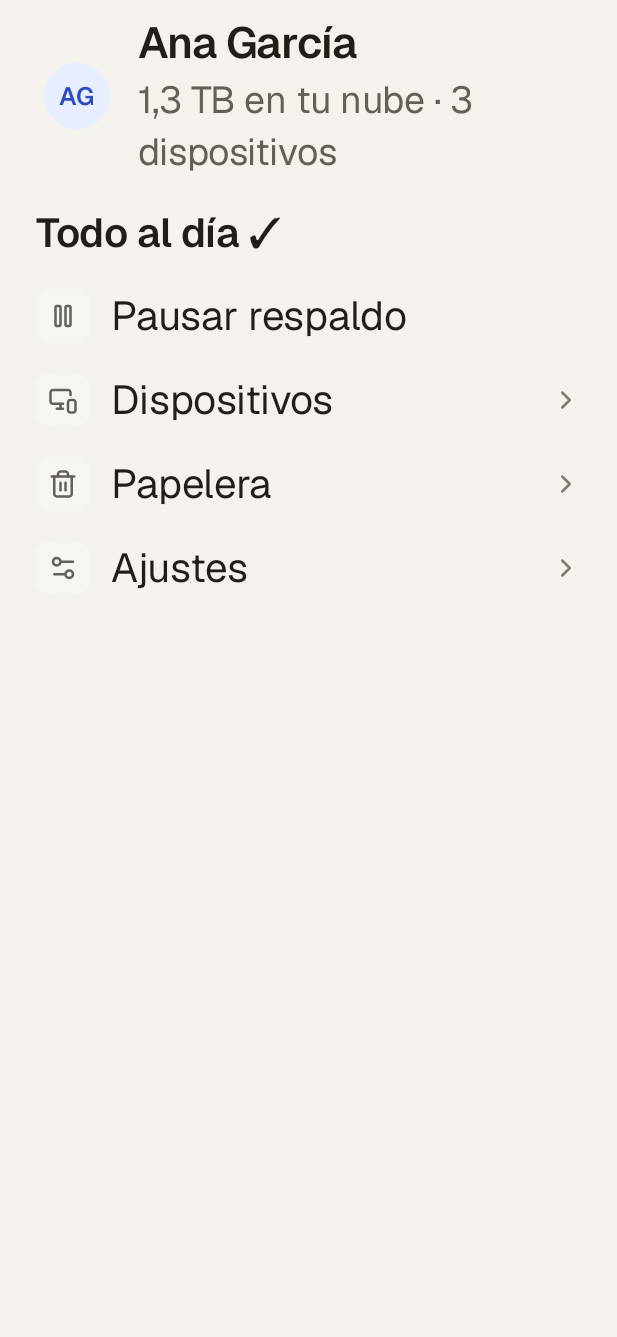 Ana García
AG
1,3 TB en tu nube · 3
dispositivos
Todo al día ✓
Pausar respaldo
Dispositivos
Papelera
Ajustes